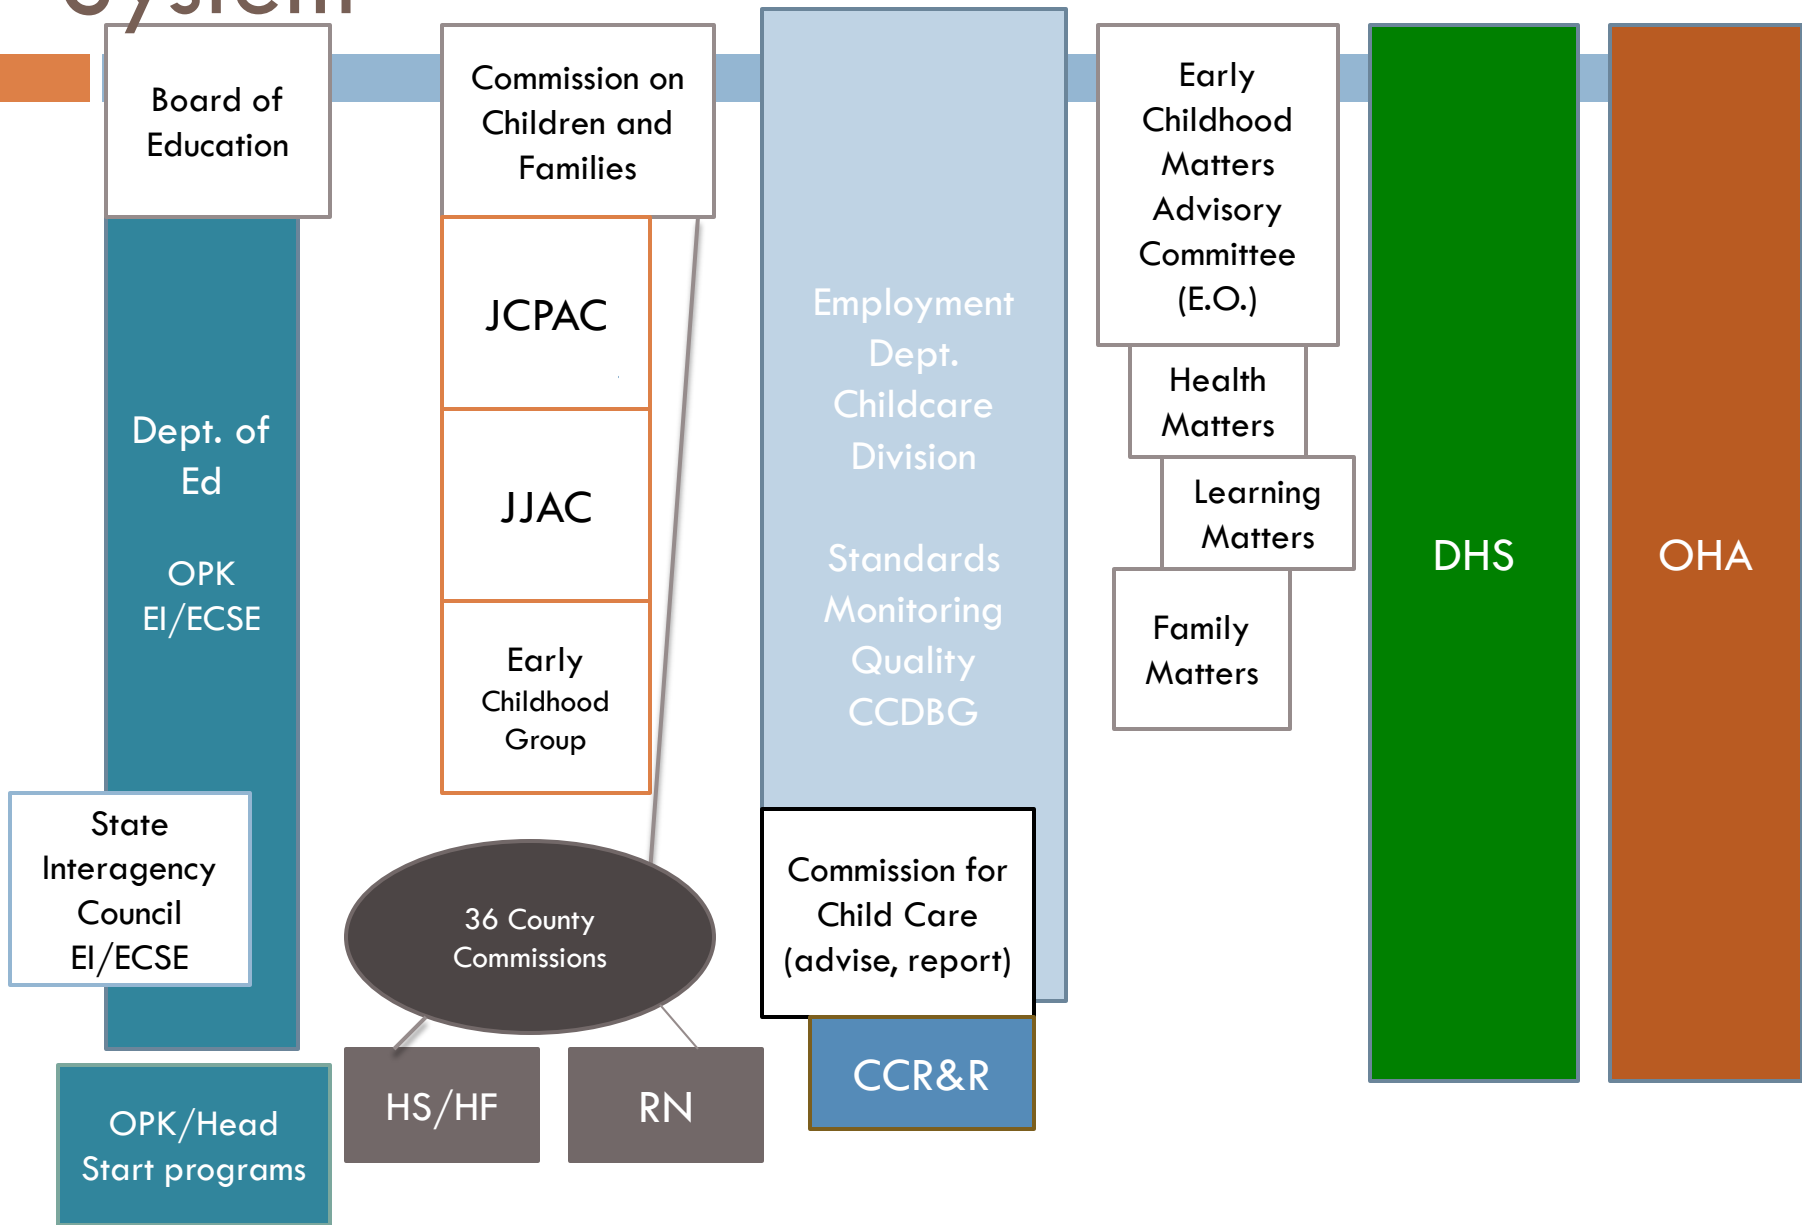 System
Board of
Education
Dept. of
Ed
OPK
EI/ECSE
State
Interagency
Council
EI/ECSE
OPK/Head
Start programs
Commission on
Children and
Families
JCPAC
JJAC
Early
Childhood
Group
36 County
Commissions
HS/HF
RN
Employment
Dept.
Childcare
Division
Standards
Monitoring
Quality
CCDBG
Commission for
Child Care
(advise, report)
CCR&R
Early
Childhood
Matters
Advisory
Committee
(E.O.)
Health
Matters
Learning
Matters
Family
Matters
DHS
OHA